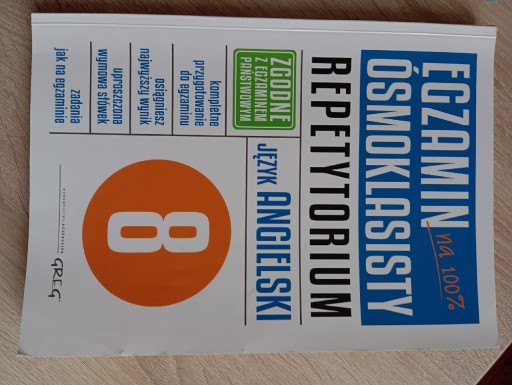 EGZAMIN na 100%
ÓSMOKLASISTY
REPETYTORIUM
ZGODNE
Z EGZAMINEM
PAŃSTWOWYM
JĘZYK ANGIELSKI
kompletne
przygotowanie
do egzaminu
osiągniesz
najwyższy wynik
uproszczona
wymowa słówek
zadania
jak na egzaminie
8
GREG